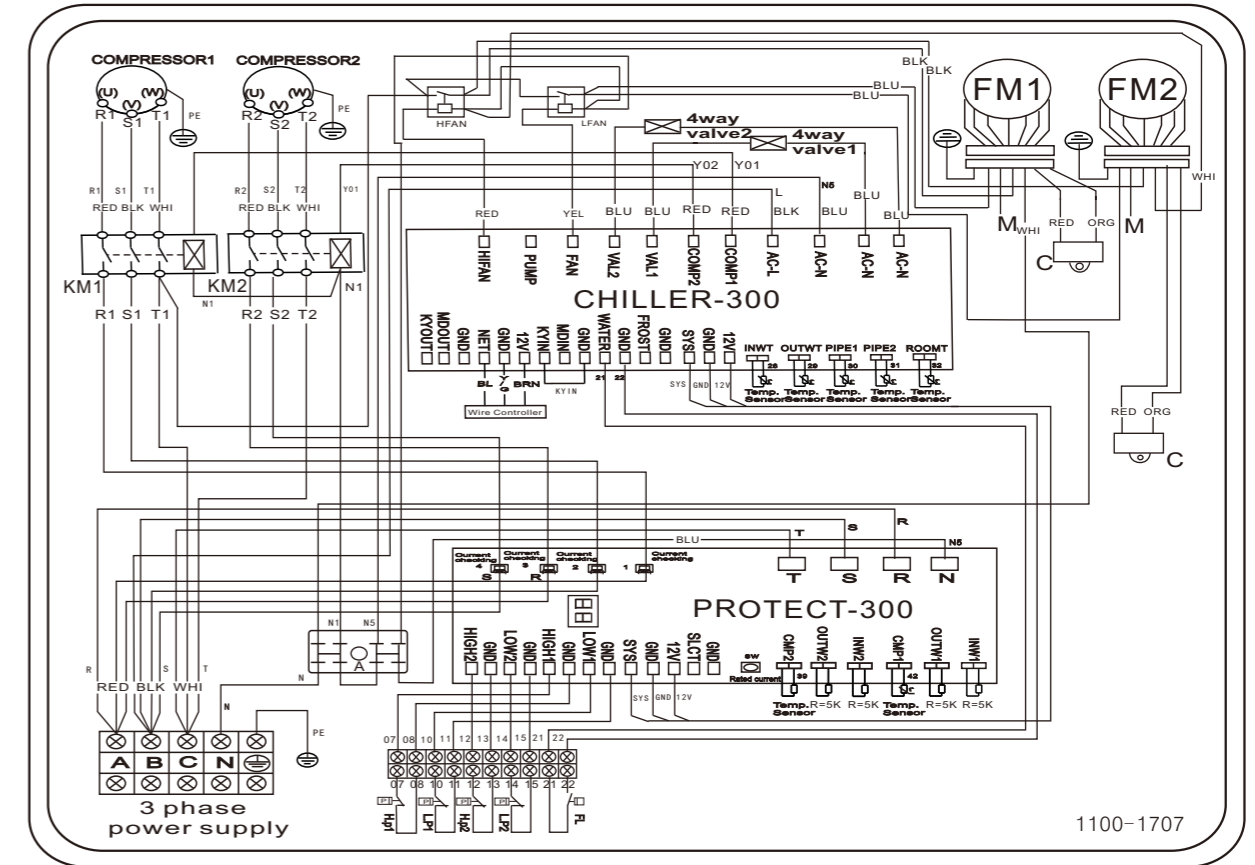 COMPRESSOR1 COMPRESSOR2
(U) (V) (W) (U) (V) (W)
R1 S1 T1 PE R2 S2 T2 PE
HFAN LFAN
BLK
BLK
BLU
BLU
FM1 FM2
4way
valve2
4way
valve1
Y02 Y01
R1 S1 T1 R2 S2 T2 Y01
RED BLK WHI RED BLK WHI
L N5
RED YEL BLU BLU RED RED BLK BLU BLU BLU
M WHI RED ORG M WHI
C
KM1 KM2
N1 N1
R1 S1 T1 R2 S2 T2
HIFAN PUMP FAN VAL2 VAL1 COMP2 COMP1 AC-L AC-N AC-N AC-N
CHILLER-300
KYOUT MDOUT GND NET GND 12V KYIN MDIN GND WATER GND FROST GND SYS GND 12V
INWT OUTWT PIPE1 PIPE2 ROOMT
28 29 30 31 32
Temp. Sensor Temp. Sensor Temp. Sensor Temp. Sensor Temp. Sensor
BL Y/G BRN KYIN 21 22 SYS GND 12V
Wire Controller
RED ORG
C
T S R
BLU N5
Current checking 4 Current checking 3 Current checking 2 Current checking 1
S R
T S R N
PROTECT-300
HIGH2 GND LOW2 GND HIGH1 GND LOW1 GND SYS GND 12V SLCT GND
SW
Rated current
CMP2 OUTW2 INW2 CMP1 OUTW1 INW1
39 42
Temp. Sensor R=5K R=5K Temp. Sensor R=5K R=5K
SYS GND 12V
N1 N5
A
R S T N
RED BLK WHI N
PE
A B C N
3 phase
power supply
07 08 10 11 12 13 14 15 21 22
07 08 10 11 12 13 14 15 21 22
Hp1 LP1 Hp2 LP2 FL
1100-1707